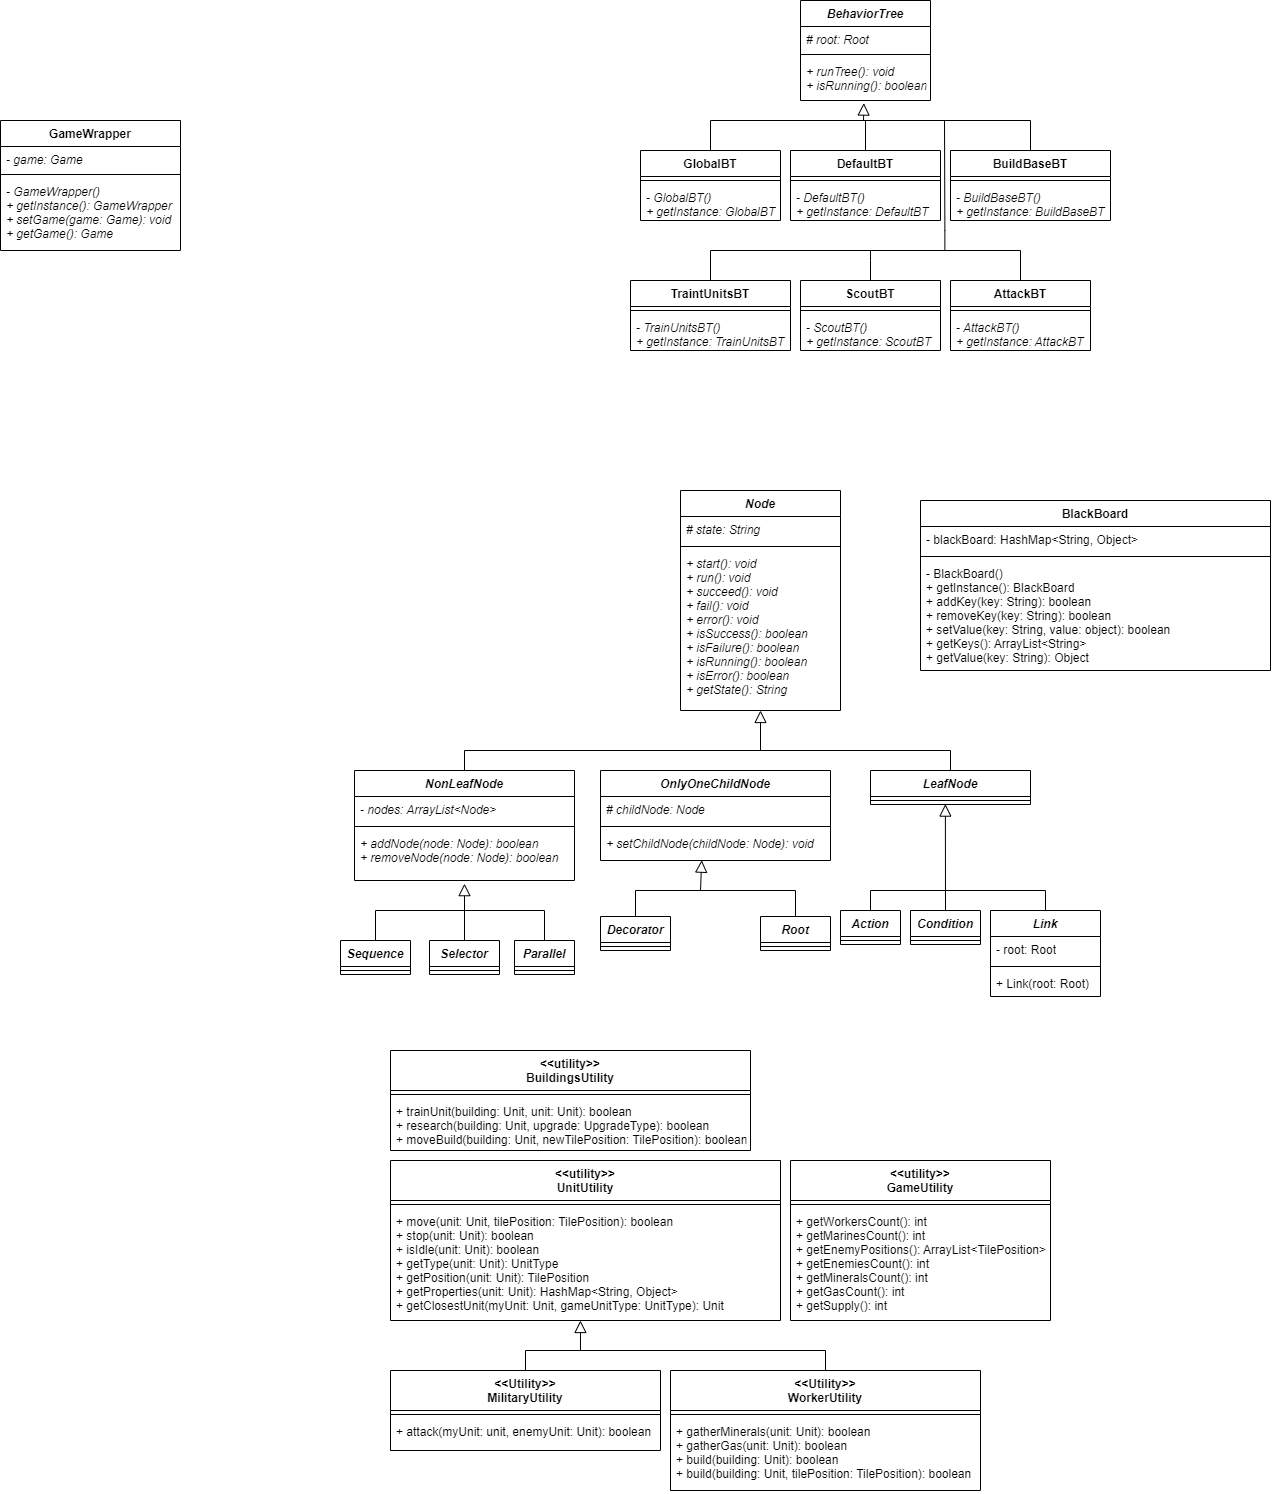 BehaviorTree
# root: Root
+ runTree(): void
+ isRunning(): boolean
GameWrapper
- game: Game
- GameWrapper()
+ getInstance(): GameWrapper
+ setGame(game: Game): void
+ getGame(): Game
GlobalBT
- GlobalBT()
+ getInstance: GlobalBT
DefaultBT
- DefaultBT()
+ getInstance: DefaultBT
BuildBaseBT
- BuildBaseBT()
+ getInstance: BuildBaseBT
TraintUnitsBT
- TrainUnitsBT()
+ getInstance: TrainUnitsBT
ScoutBT
- ScoutBT()
+ getInstance: ScoutBT
AttackBT
- AttackBT()
+ getInstance: AttackBT
Node
# state: String
+ start(): void
+ run(): void
+ succeed(): void
+ fail(): void
+ error(): void
+ isSuccess(): boolean
+ isFailure(): boolean
+ isRunning(): boolean
+ isError(): boolean
+ getState(): String
BlackBoard
- blackBoard: HashMap<String, Object>
- BlackBoard()
+ getInstance(): BlackBoard
+ addKey(key: String): boolean
+ removeKey(key: String): boolean
+ setValue(key: String, value: object): boolean
+ getKeys(): ArrayList<String>
+ getValue(key: String): Object
NonLeafNode
- nodes: ArrayList<Node>
+ addNode(node: Node): boolean
+ removeNode(node: Node): boolean
OnlyOneChildNode
# childNode: Node
+ setChildNode(childNode: Node): void
LeafNode
Sequence
Selector
Parallel
Decorator
Root
Action
Condition
Link
- root: Root
+ Link(root: Root)
<<utility>>
BuildingsUtility
+ trainUnit(building: Unit, unit: Unit): boolean
+ research(building: Unit, upgrade: UpgradeType): boolean
+ moveBuild(building: Unit, newTilePosition: TilePosition): boolean
<<utility>>
UnitUtility
+ move(unit: Unit, tilePosition: TilePosition): boolean
+ stop(unit: Unit): boolean
+ isIdle(unit: Unit): boolean
+ getType(unit: Unit): UnitType
+ getPosition(unit: Unit): TilePosition
+ getProperties(unit: Unit): HashMap<String, Object>
+ getClosestUnit(myUnit: Unit, gameUnitType: UnitType): Unit
<<utility>>
GameUtility
+ getWorkersCount(): int
+ getMarinesCount(): int
+ getEnemyPositions(): ArrayList<TilePosition>
+ getEnemiesCount(): int
+ getMineralsCount(): int
+ getGasCount(): int
+ getSupply(): int
<<Utility>>
MilitaryUtility
+ attack(myUnit: unit, enemyUnit: Unit): boolean
<<Utility>>
WorkerUtility
+ gatherMinerals(unit: Unit): boolean
+ gatherGas(unit: Unit): boolean
+ build(building: Unit): boolean
+ build(building: Unit, tilePosition: TilePosition): boolean